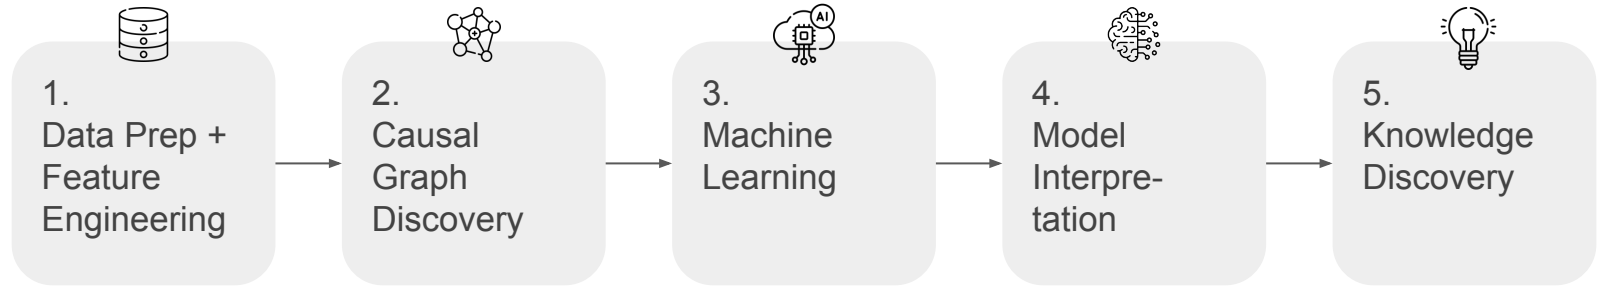 1.
Data Prep +
Feature
Engineering
2.
Causal
Graph
Discovery
AI
3.
Machine
Learning
4.
Model
Interpre-
tation
5.
Knowledge
Discovery